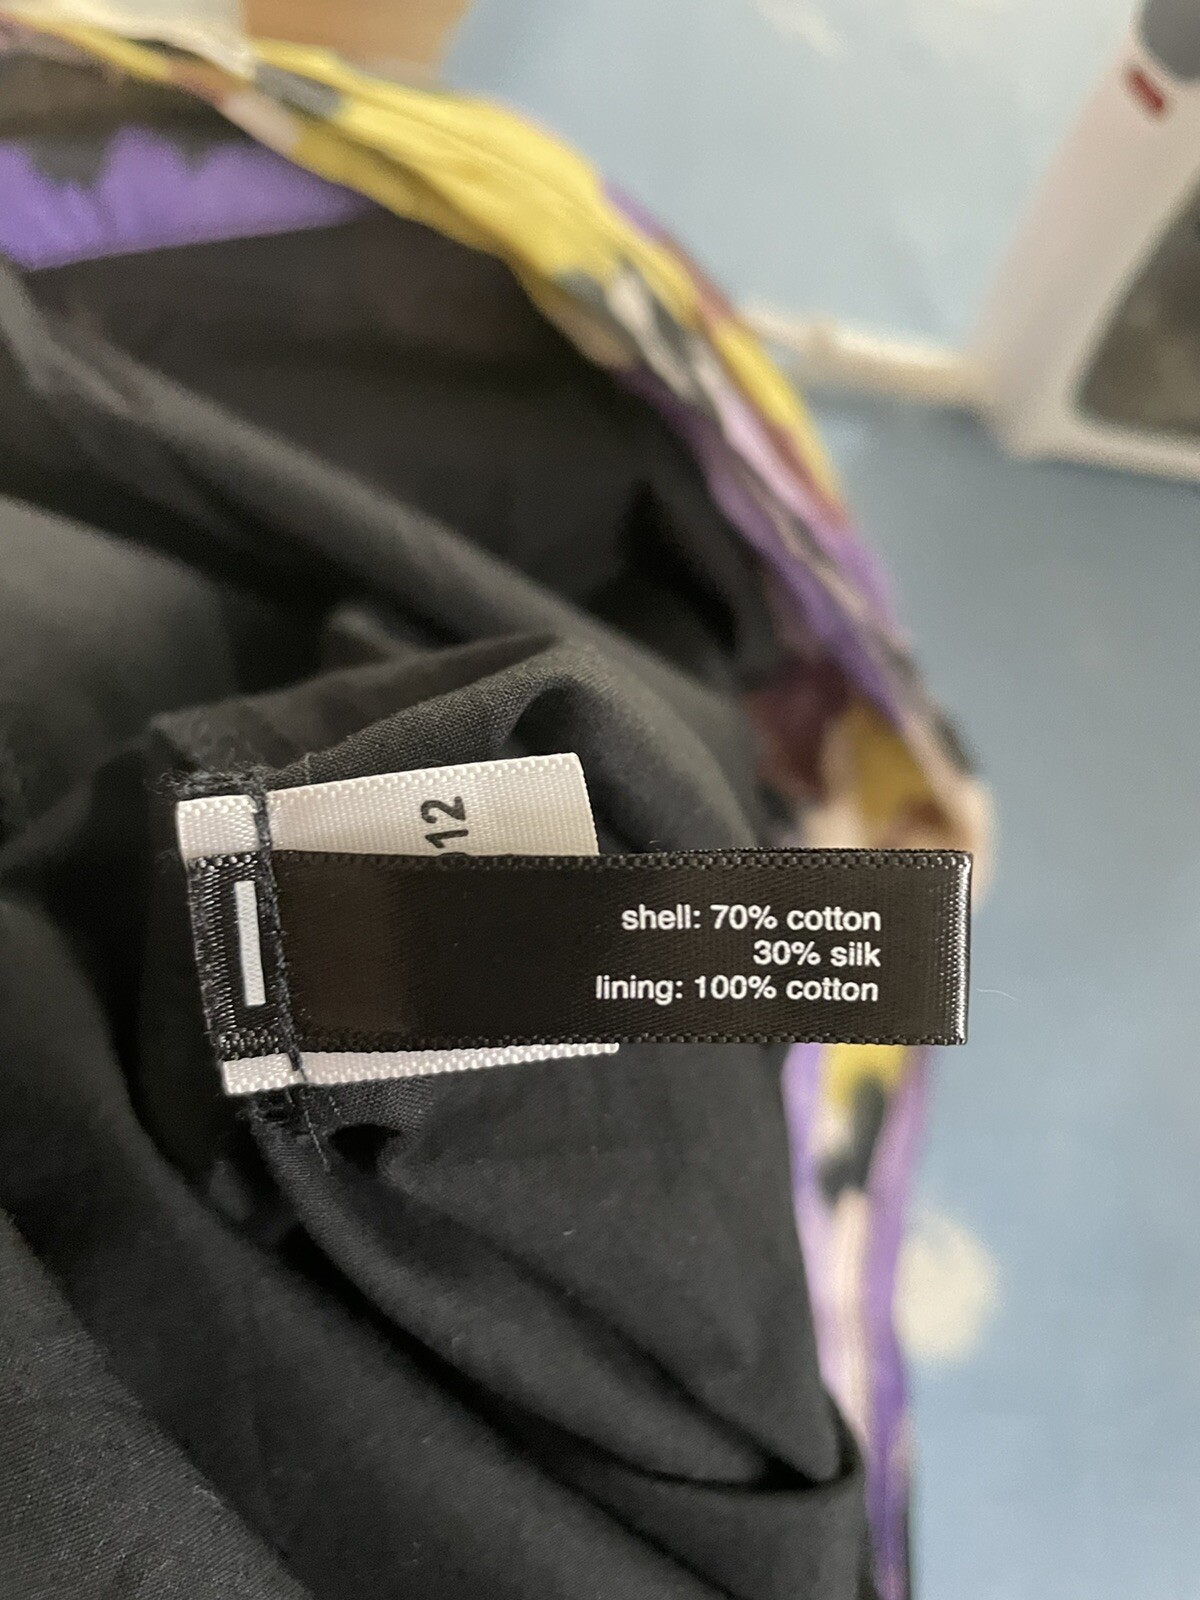 12
shell: 70% cotton
30% silk
lining: 100% cotton